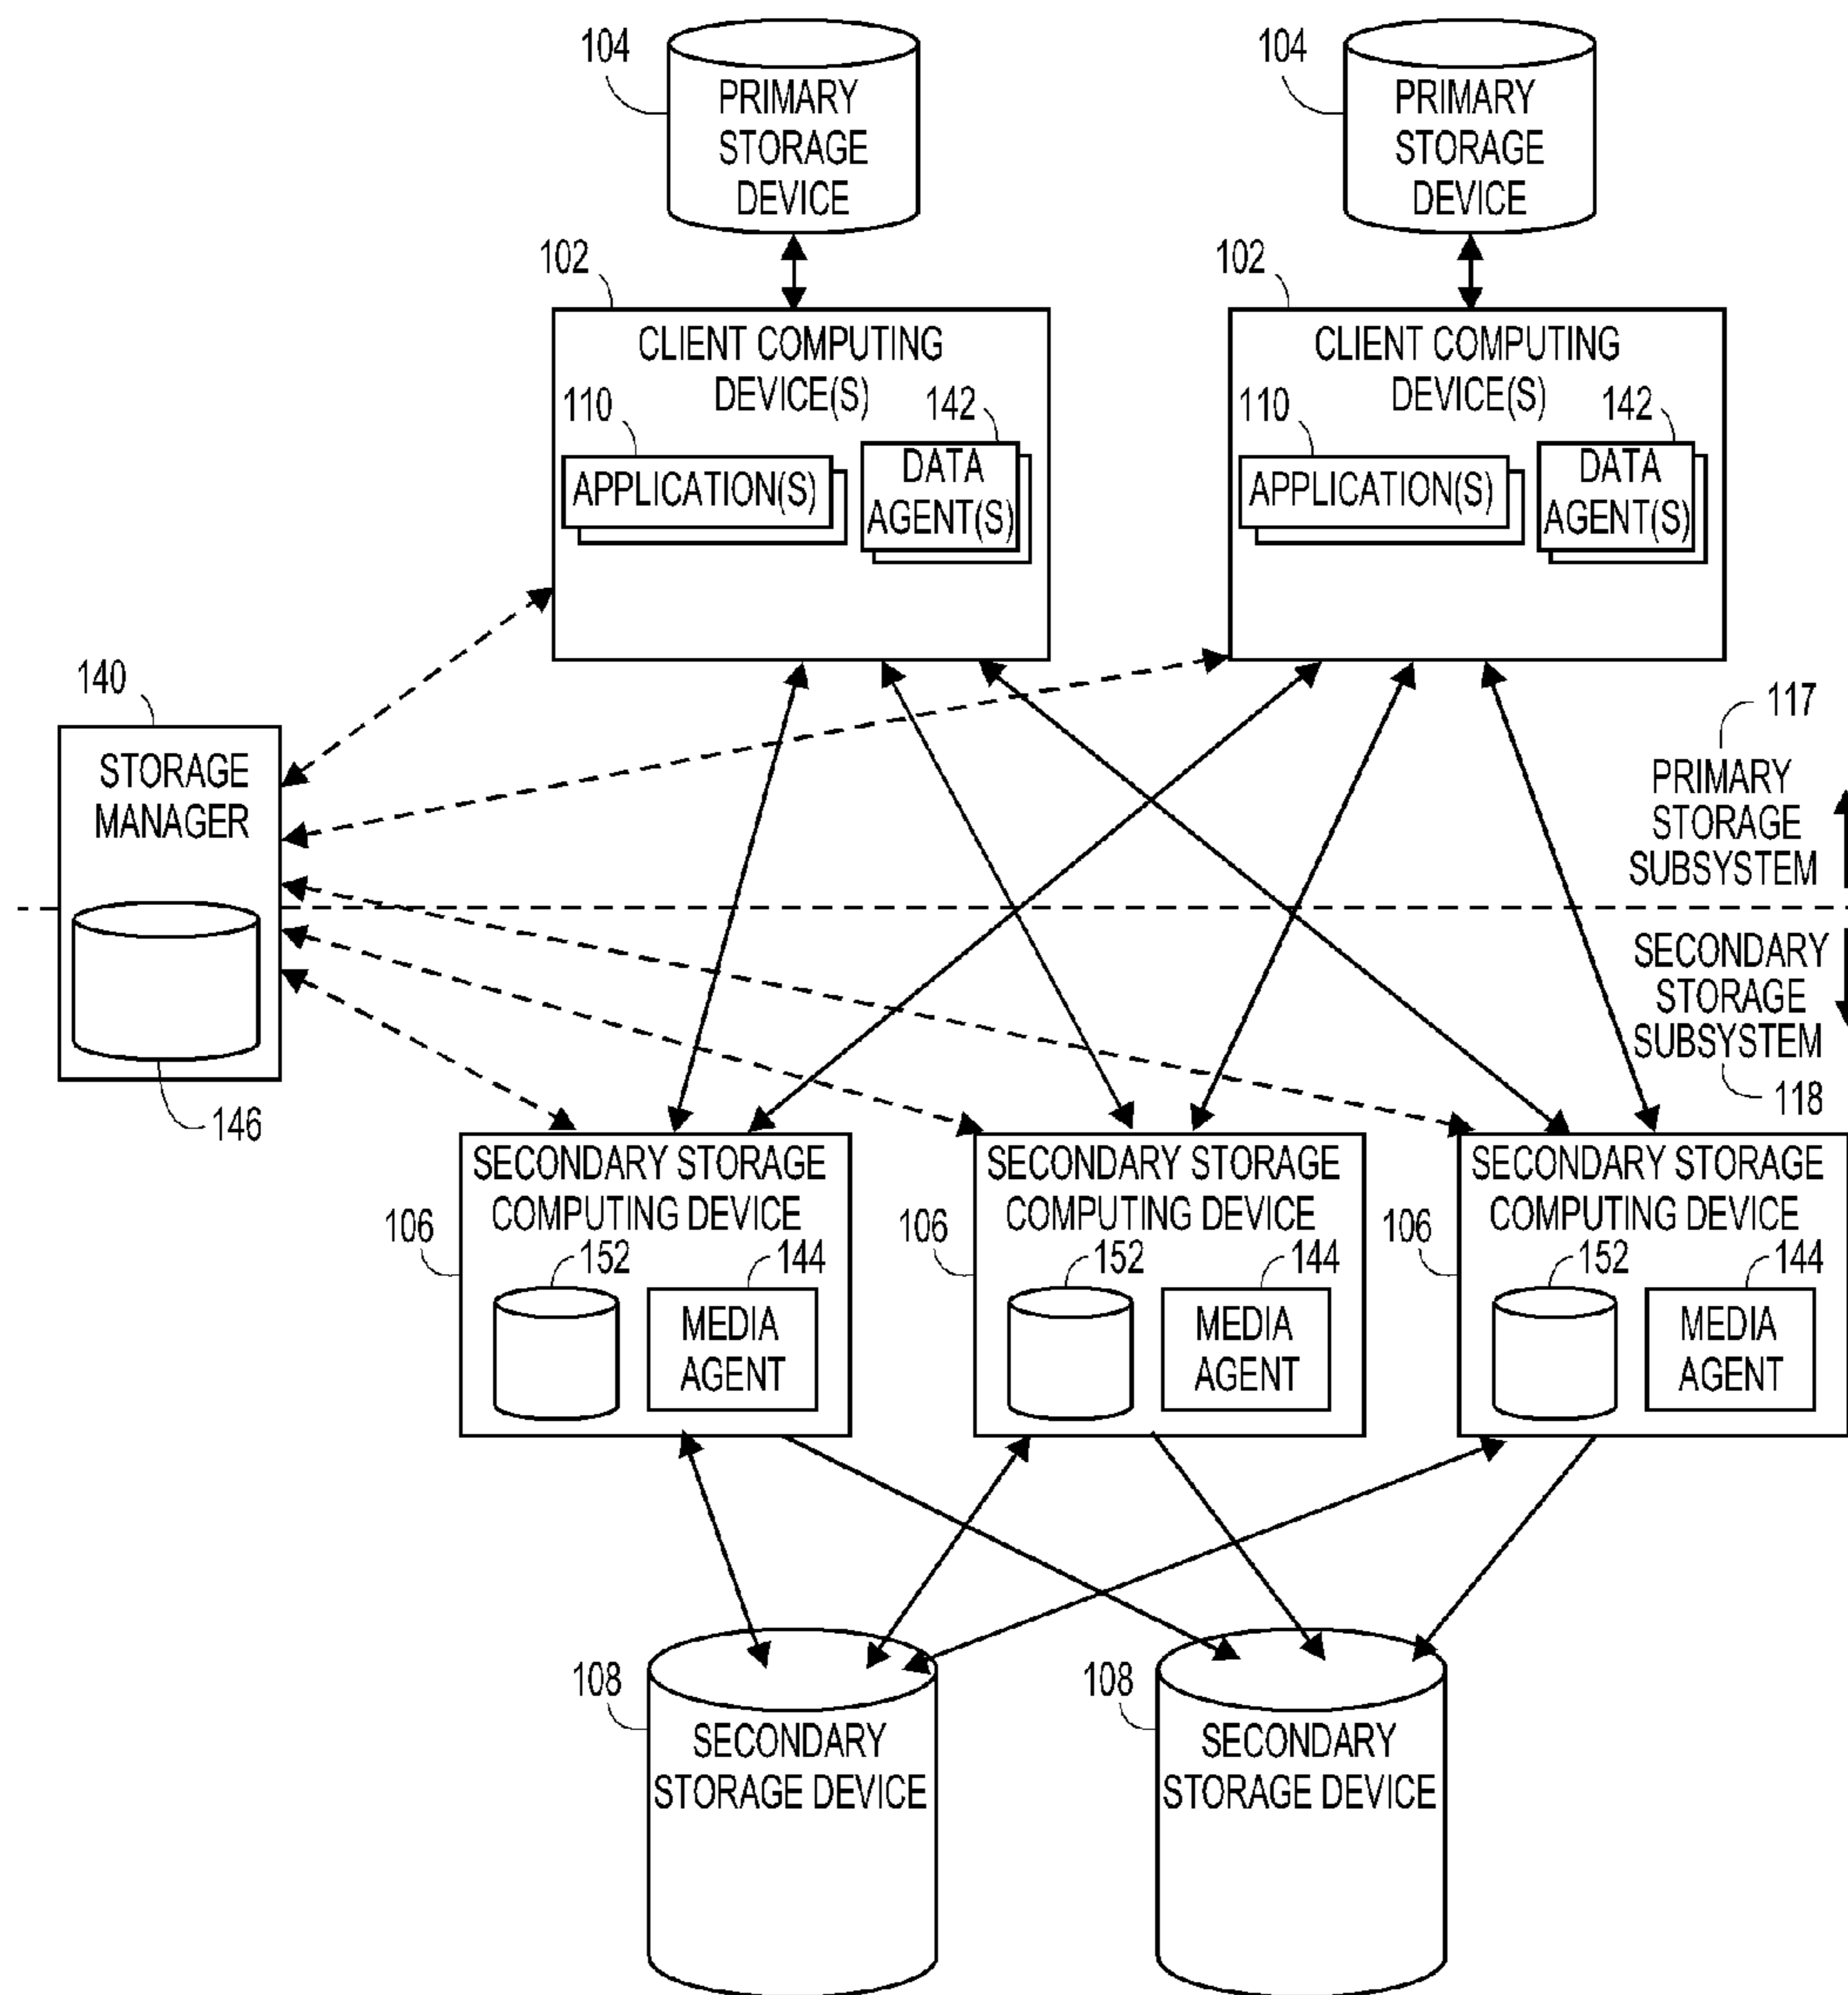 104
PRIMARY
STORAGE
DEVICE
104
PRIMARY
STORAGE
DEVICE
102
CLIENT COMPUTING
DEVICE(S)
110
142
APPLICATION(S)
DATA
AGENT(S)
102
CLIENT COMPUTING
DEVICE(S)
110
142
APPLICATION(S)
DATA
AGENT(S)
140
STORAGE
MANAGER
146
117
PRIMARY
STORAGE
SUBSYSTEM
SECONDARY
STORAGE
SUBSYSTEM
118
106
SECONDARY STORAGE
COMPUTING DEVICE
152
144
MEDIA
AGENT
106
SECONDARY STORAGE
COMPUTING DEVICE
152
144
MEDIA
AGENT
106
SECONDARY STORAGE
COMPUTING DEVICE
152
144
MEDIA
AGENT
108
SECONDARY
STORAGE DEVICE
108
SECONDARY
STORAGE DEVICE